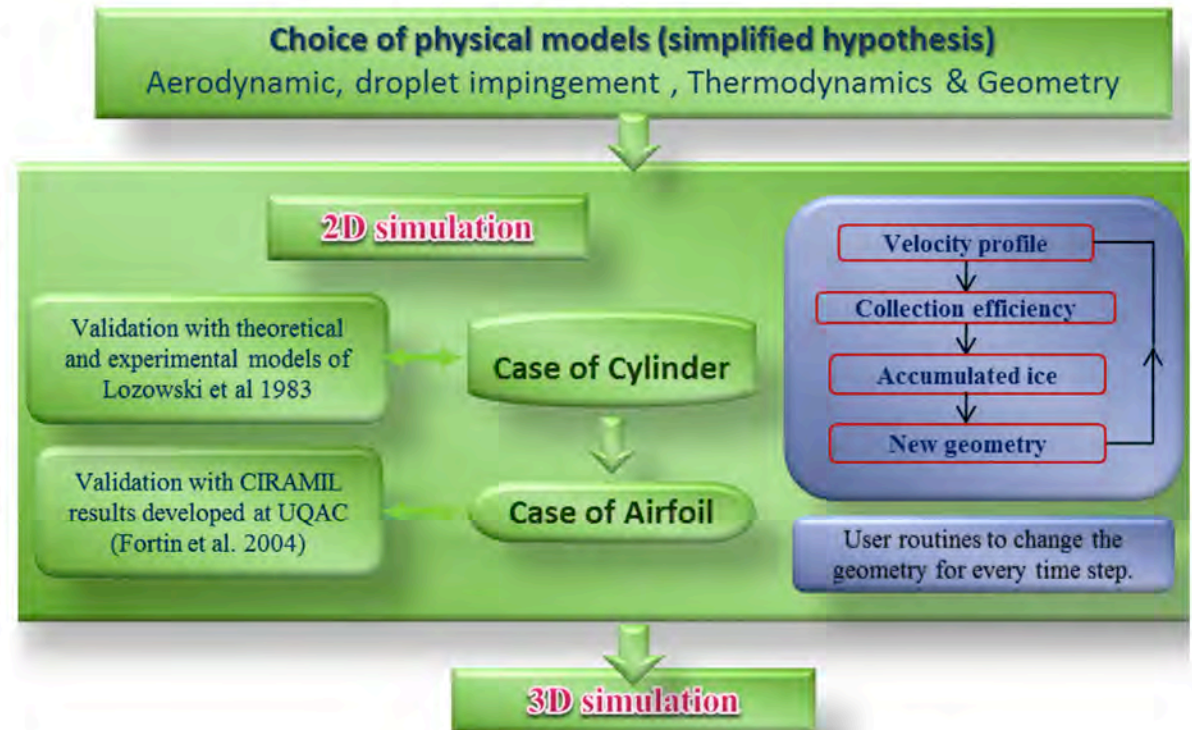 Choice of physical models (simplified hypothesis)
Aerodynamic, droplet impingement , Thermodynamics & Geometry
2D simulation
Validation with theoretical
and experimental models of
Lozowski et al 1983
Case of Cylinder
Validation with CIRAMIL
results developed at UQAC
(Fortin et al. 2004)
Case of Airfoil
Velocity profile
Collection efficiency
Accumulated ice
New geometry
User routines to change the
geometry for every time step.
3D simulation